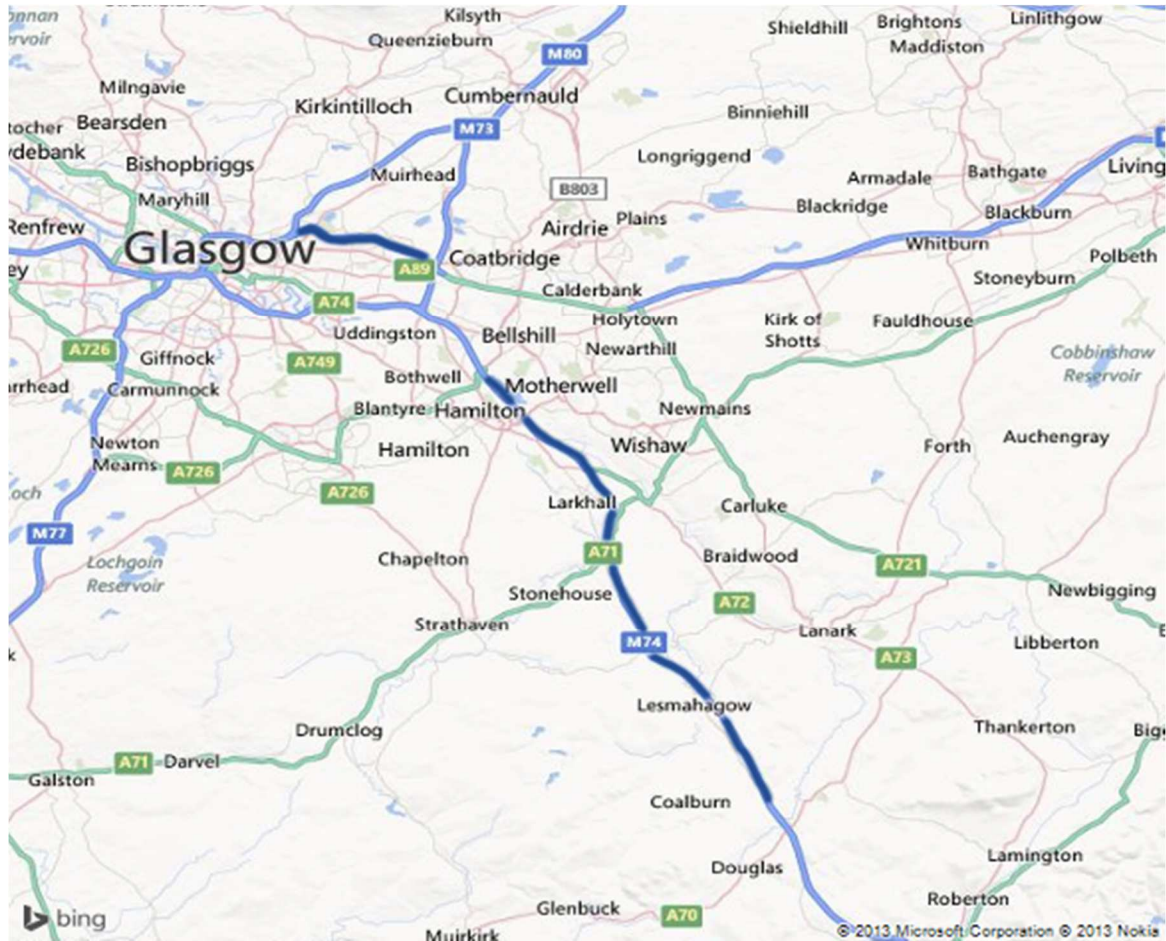 Kilsyth
Shieldhill
Brightons
Linlithgow
Queenzieburn
M80
Maddiston
Milngavie
Kirkintilloch
Cumbernauld
Binniehill
Bearsden
M73
Longriggend
Bishopbriggs
Muirhead
B803
Armadale
Bathgate
Maryhill
Plains
Blackridge
Blackburn
Renfrew
Airdrie
Glasgow
Coatbridge
Whitburn
Polbeth
A89
Calderbank
Stoneyburn
A74
Uddingston
Bellshill
Holytown
Kirk of
Shotts
Fauldhouse
A726
Giffnock
A749
Newarthill
Cobbinshaw
Reservoir
Carmunnock
Bothwell
Motherwell
Blantyre
Hamilton
Newmains
Newton
Mearns
A726
Hamilton
Wishaw
Forth
Auchengray
A726
Larkhall
Carluke
M77
Lochgoin
Reservoir
Chapelton
A71
Braidwood
A721
Stonehouse
A72
Newbigging
Strathaven
M74
Lanark
A73
Libberton
Lesmahagow
Drumclog
Thankerton
A71
Darvel
Galston
Coalburn
Douglas
Lamington
Roberton
bing
Glenbuck
A70
Muirkirk
© 2013 Microsoft Corporation © 2013 Nokia